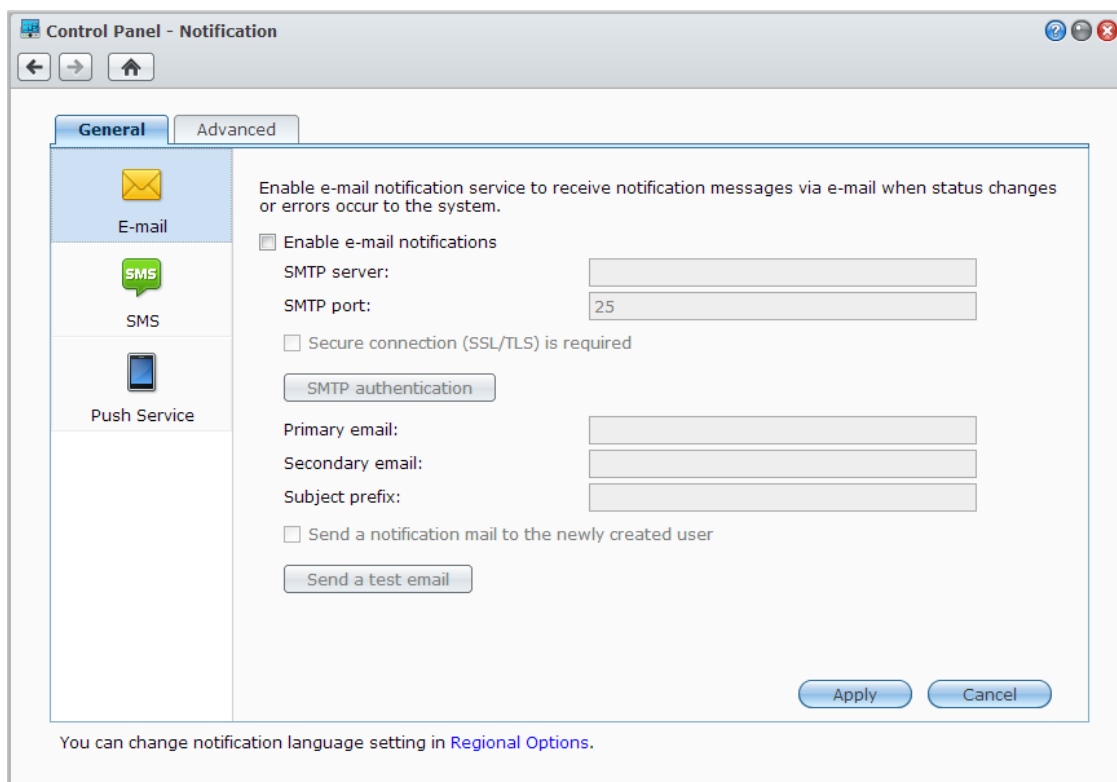 Control Panel - Notification
General
Advanced
E-mail
SMS
SMS
Push Service
Enable e-mail notification service to receive notification messages via e-mail when status changes
or errors occur to the system.
Enable e-mail notifications
SMTP server:
SMTP port: 25
Secure connection (SSL/TLS) is required
SMTP authentication
Primary email:
Secondary email:
Subject prefix:
Send a notification mail to the newly created user
Send a test email
Apply
Cancel
You can change notification language setting in Regional Options.